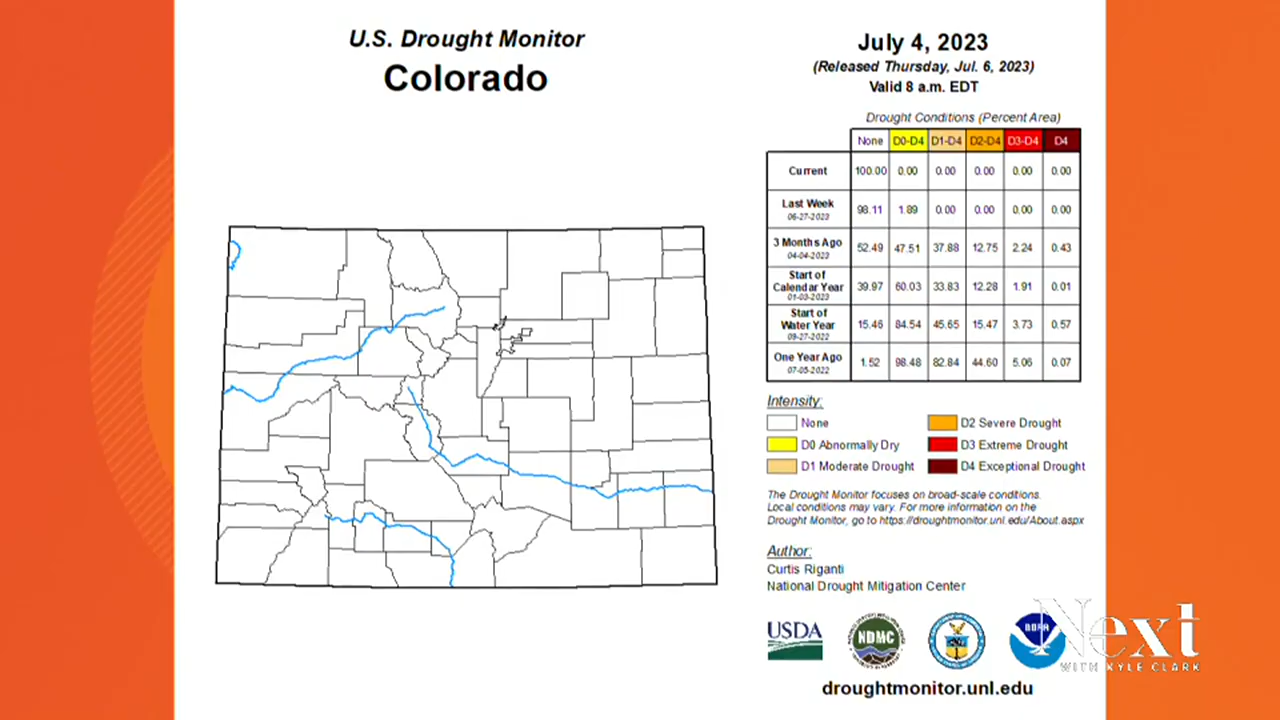 U.S. Drought Monitor
Colorado
July 4, 2023
(Released Thursday, Jul. 6, 2023)
Valid 8 a.m. EDT
Drought Conditions (Percent Area)
None D0-D4 D1-D4 D2-D4 D3-D4 D4
Current 100.00 0.00 0.00 0.00 0.00 0.00
Last Week
06-27-2023 98.11 1.89 0.00 0.00 0.00 0.00
3 Months Ago
04-04-2023 52.49 47.51 37.88 12.75 2.24 0.43
Start of
Calendar Year
01-03-2023 39.97 60.03 33.83 12.28 1.91 0.01
Start of
Water Year
09-27-2022 15.46 84.54 45.65 15.47 3.73 0.57
One Year Ago
07-05-2022 1.52 98.48 82.84 44.60 5.06 0.07
Intensity:
None
D0 Abnormally Dry
D1 Moderate Drought
D2 Severe Drought
D3 Extreme Drought
D4 Exceptional Drought
The Drought Monitor focuses on broad-scale conditions.
Local conditions may vary. For more information on the
Drought Monitor, go to https://droughtmonitor.unl.edu/About.aspx
Author:
Curtis Riganti
National Drought Mitigation Center
USDA
NDMC
NOAA
Next
WITH KYLE CLARK
droughtmonitor.unl.edu